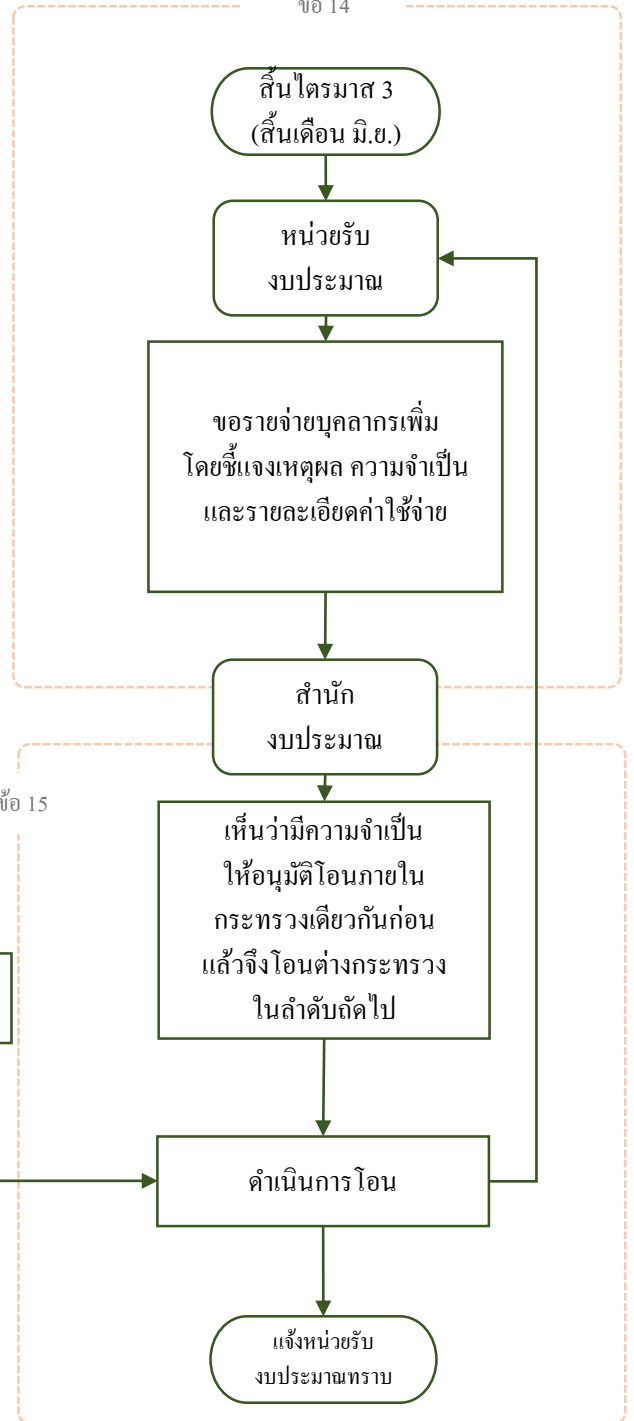 ข้อ 14
สิ้นไตรมาส 3
(สิ้นเดือน มิ.ย.)
หน่วยรับ
งบประมาณ
ขอรายจ่ายบุคลากรเพิ่ม
โดยชี้แจงเหตุผล ความจำเป็น
และรายละเอียดค่าใช้จ่าย
สำนัก
งบประมาณ
ข้อ 15
เห็นว่ามีความจำเป็น
ให้อนุมัติโอนภายใน
กระทรวงเดียวกันก่อน
แล้วจึงโอนต่างกระทรวง
ในลำดับถัดไป
ดำเนินการโอน
แจ้งหน่วยรับ
งบประมาณทราบ